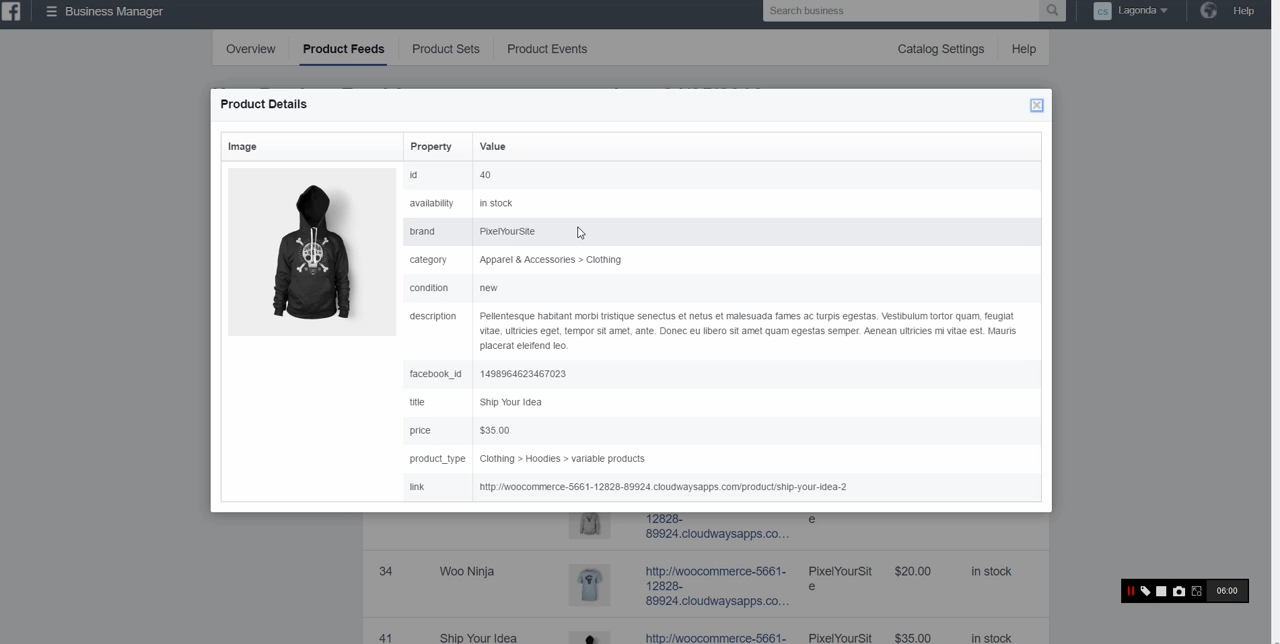 f
Business Manager
Search business
cs
Lagonda
Help
Overview
Product Feeds
Product Sets
Product Events
Catalog Settings
Help
Product Details
Image
Property
Value
id
40
availability
in stock
brand
PixelYourSite
category
Apparel & Accessories > Clothing
condition
new
description
Pellentesque habitant morbi tristique senectus et netus et malesuada fames ac turpis egestas. Vestibulum tortor quam, feugiat
vitae, ultricies eget, tempor sit amet, ante. Donec eu libero sit amet quam egestas semper. Aenean ultricies mi vitae est. Mauris
placerat eleifend leo.
facebook_id
1498964623467023
title
Ship Your Idea
price
$35.00
product_type
Clothing > Hoodies > variable products
link
http://woocommerce-5661-12828-89924.cloudwaysapps.com/product/ship-your-idea-2
12828-
89924.cloudwaysapps.co...
e
34
Woo Ninja
http://woocommerce-5661-
12828-
89924.cloudwaysapps.co...
PixelYourSit
e
$20.00
in stock
41
Ship Your Idea
http://woocommerce-5661-
PixelYourSit
$35.00
in stock
06:00